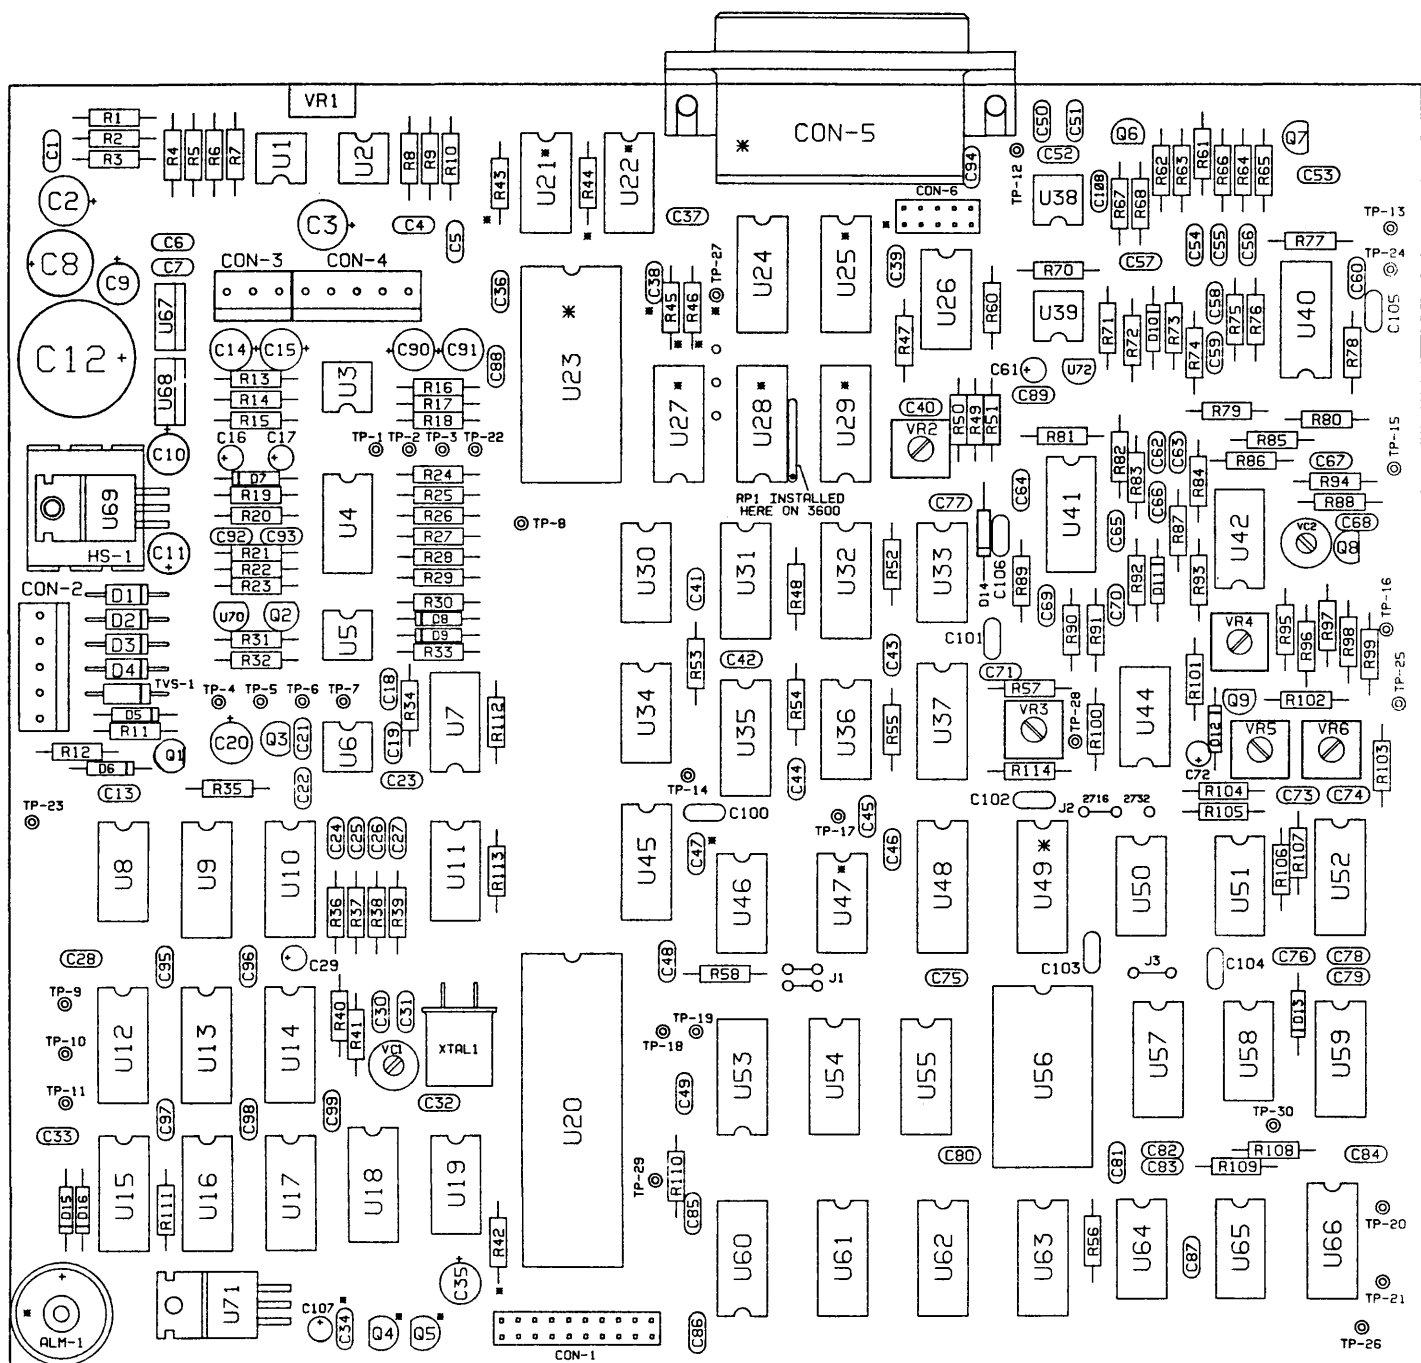 VR1
CON-5
R1
R2
R3
C1
R4
R5
R6
R7
U1
U2
R8
R9
R10
R43
U21
R44
U22
C94
TP-12
C50
C51
C52
Q6
R62
R63
R61
R66
R64
R65
Q7
C53
C2
C3
C4
C5
C37
CON-6
U38
C108
R67
R68
TP-13
C6
C7
C8
C9
CON-3
CON-4
C36
C38
R45
R46
TP-27
U24
U25
C39
U26
R47
R60
R70
C57
C54
C55
C56
R77
TP-24
C60
C105
U67
U23
U39
R71
R72
D10
R73
R74
C58
C59
R75
R76
U40
R78
C12
C14
C15
C90
C91
C88
U68
R13
R14
R15
U3
R16
R17
R18
U27
U28
U29
C40
VR2
R50
R49
R51
C61
C89
U72
R79
R80
TP-15
C10
C16
C17
TP-1
TP-2
TP-3
TP-22
R81
R82
R83
C62
C63
R84
R85
R86
C67
R94
R88
U69
HS-1
D7
R19
R20
U4
R24
R25
R26
R27
R28
R29
RP1 INSTALLED
HERE ON 3600
C77
C64
U41
C66
C65
R87
U42
VC2
C68
Q8
C11
C92
C93
R21
R22
R23
TP-8
U30
U31
R48
U32
R52
U33
D14
C106
R89
C69
R92
D11
R93
C70
CON-2
D1
D2
D3
D4
TVS-1
D5
R11
R12
D6
Q1
U70
Q2
R31
R32
U5
R30
D8
D9
R33
C41
R53
C42
C43
C101
C71
R90
R91
VR4
R95
R96
R97
R98
R99
TP-16
TP-25
TP-4
TP-5
TP-6
TP-7
C18
R34
C19
U7
R112
U34
U35
R54
U36
R55
U37
R57
VR3
TP-28
R100
U44
R101
D12
Q9
R102
C20
Q3
C21
C22
U6
C23
R35
C13
TP-23
TP-14
C100
C44
C45
TP-17
C46
R114
C102
J2
2716
2732
C72
VR5
VR6
R103
R104
R105
C73
C74
U8
U9
U10
C24
C25
C26
C27
U11
R113
R36
R37
R38
R39
U45
C47
U46
U47
U48
U49
U50
U51
R106
R107
U52
C28
C95
C96
C29
C48
R58
J1
C75
C103
J3
C104
C76
C78
C79
TP-9
TP-10
TP-11
U12
U13
U14
R40
R41
C30
C31
VC1
XTAL1
C32
U20
TP-18
TP-19
U53
U54
U55
U56
U57
U58
D13
U59
TP-30
C33
C97
C98
C99
C49
D15
D16
U15
R111
U16
U17
U18
U19
R42
TP-29
R110
C85
C80
C81
C82
C83
R108
R109
C84
U60
U61
U62
U63
R56
U64
C87
U65
U66
TP-20
TP-21
ALM-1
U71
C107
C34
Q4
Q5
C35
CON-1
C86
TP-26